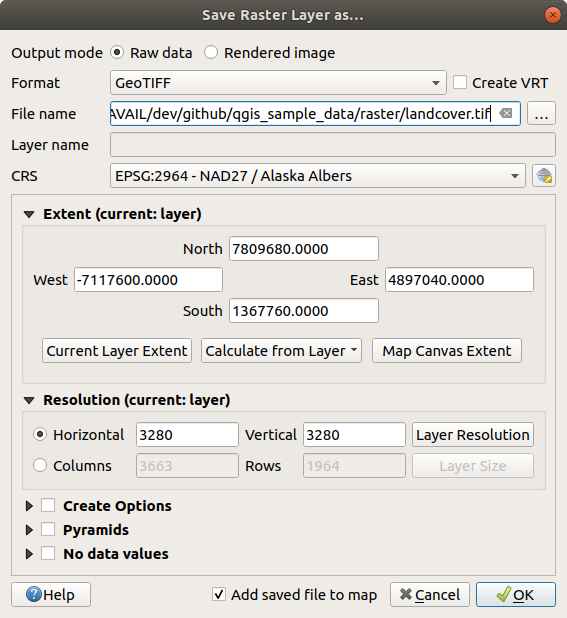 Save Raster Layer as…
Output mode Raw data Rendered image
Format GeoTIFF Create VRT
File name AVAIL/dev/github/qgis_sample_data/raster/landcover.tif …
Layer name
CRS EPSG:2964 - NAD27 / Alaska Albers
Extent (current: layer)
North 7809680.0000
West -7117600.0000 East 4897040.0000
South 1367760.0000
Current Layer Extent Calculate from Layer Map Canvas Extent
Resolution (current: layer)
Horizontal 3280 Vertical 3280 Layer Resolution
Columns 3663 Rows 1964 Layer Size
Create Options
Pyramids
No data values
Help Add saved file to map Cancel OK